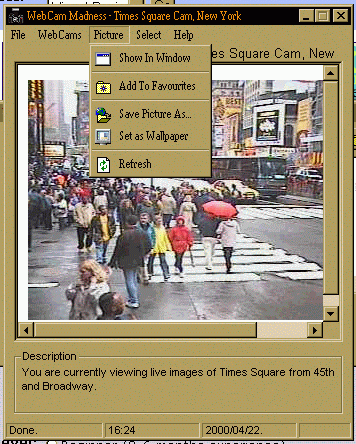 WebCam Madness - Times Square Cam, New York
File WebCams Picture Select Help
es Square Cam, New
Show In Window
Add To Favourites
Save Picture As...
Set as Wallpaper
Refresh
Description
You are currently viewing live images of Times Square from 45th
and Broadway.
Done. 16:24 2000/04/22.